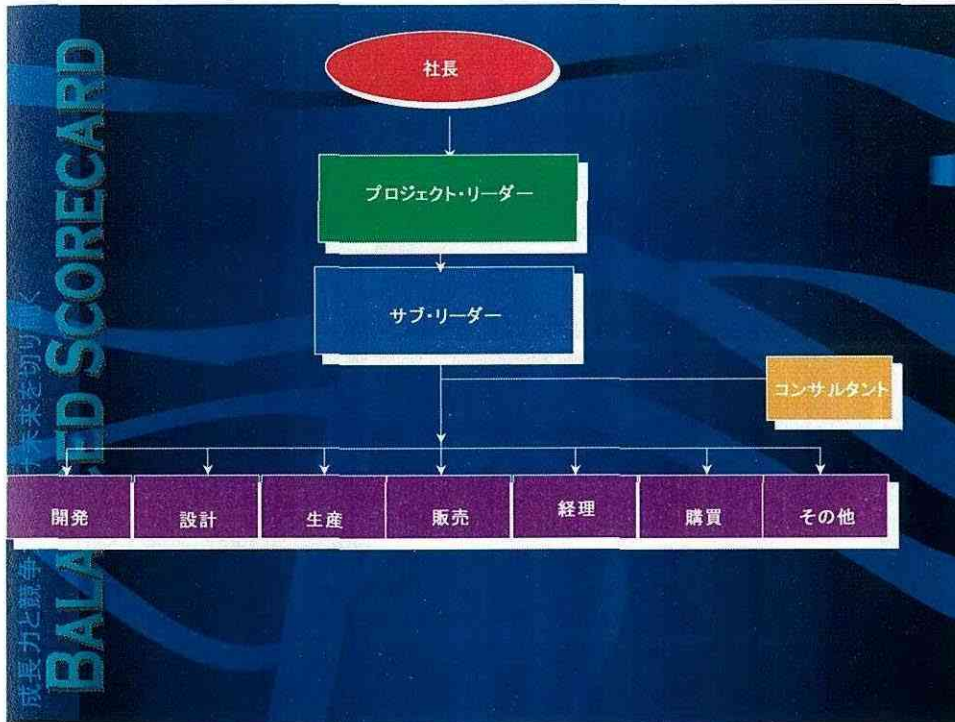 社長
プロジェクト・リーダー
サブ・リーダー
コンサルタント
開発
設計
生産
販売
経理
購買
その他
成長力と競争 未来を切り
BALANCED SCORECARD